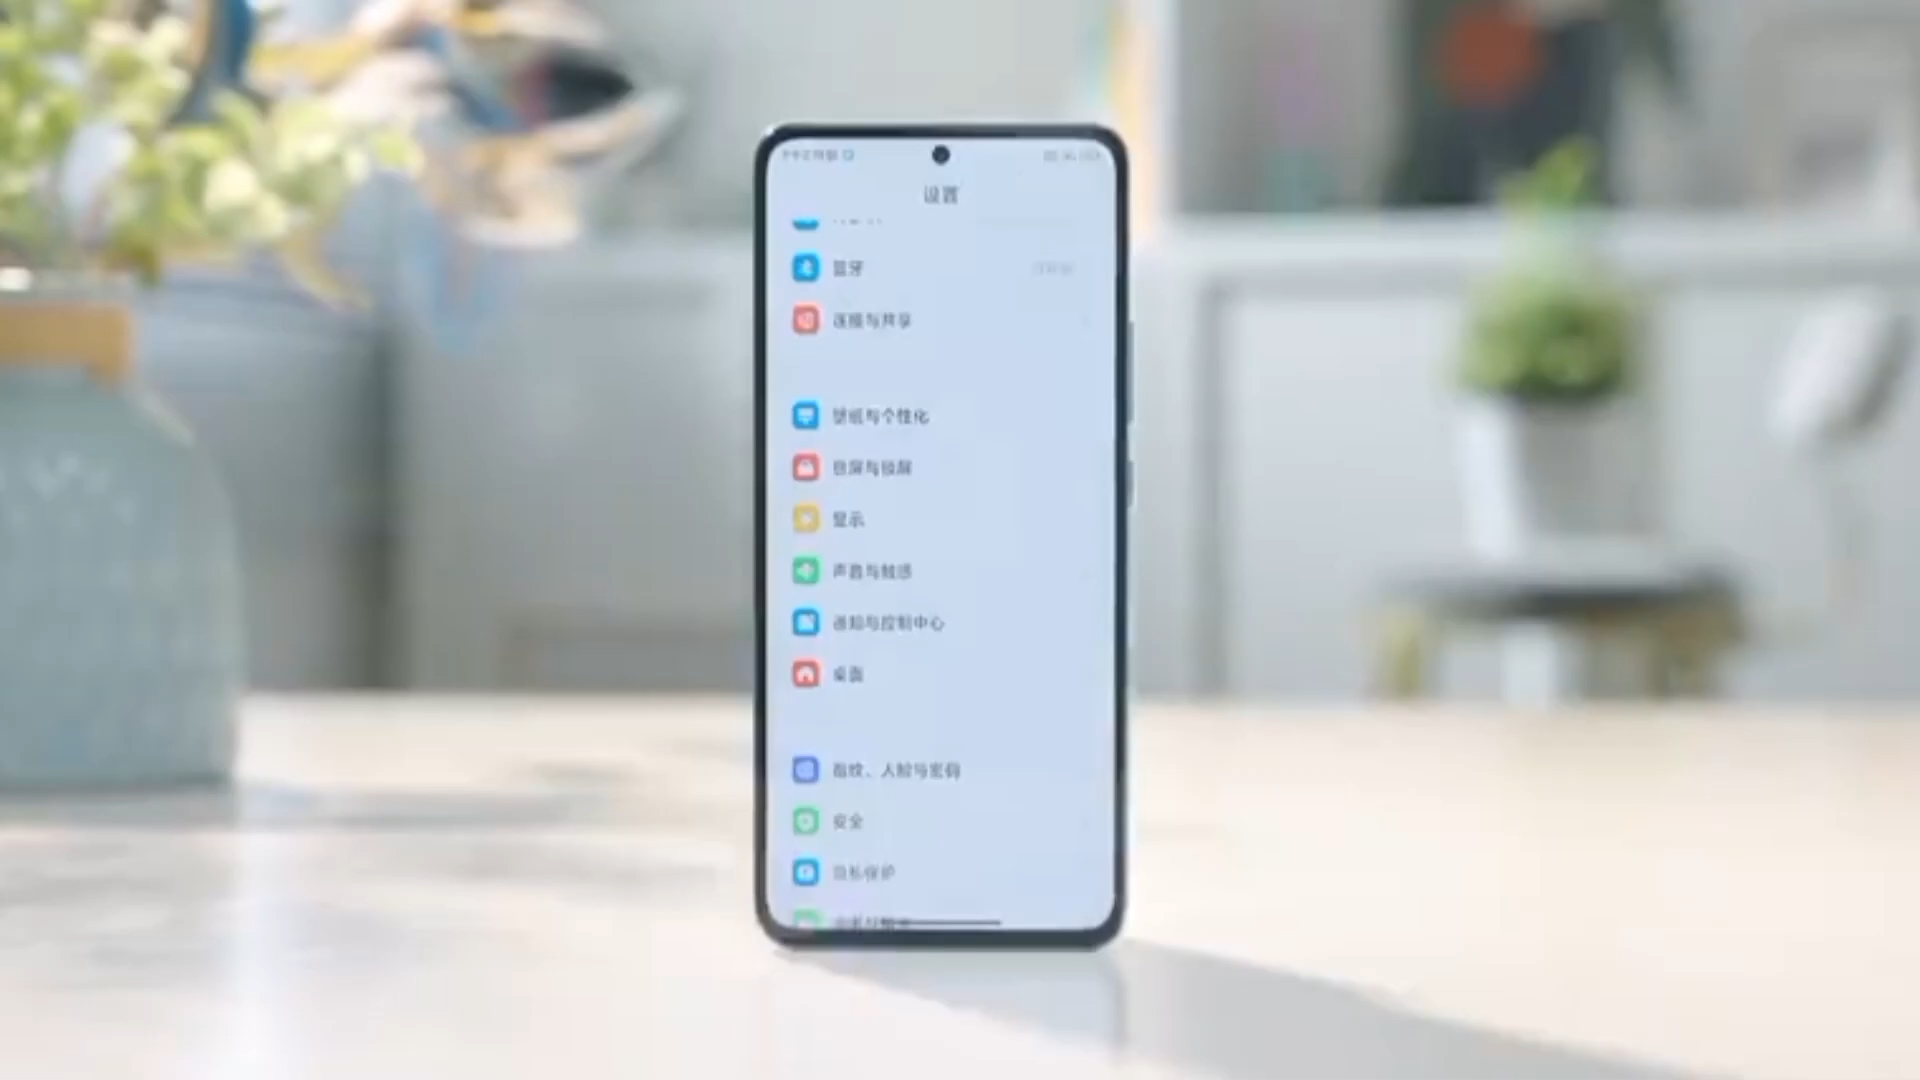 设置
蓝牙
连接与共享
壁纸与个性化
息屏与锁屏
显示
声音与触感
通知与控制中心
桌面
指纹、人脸与密码
安全
隐私保护